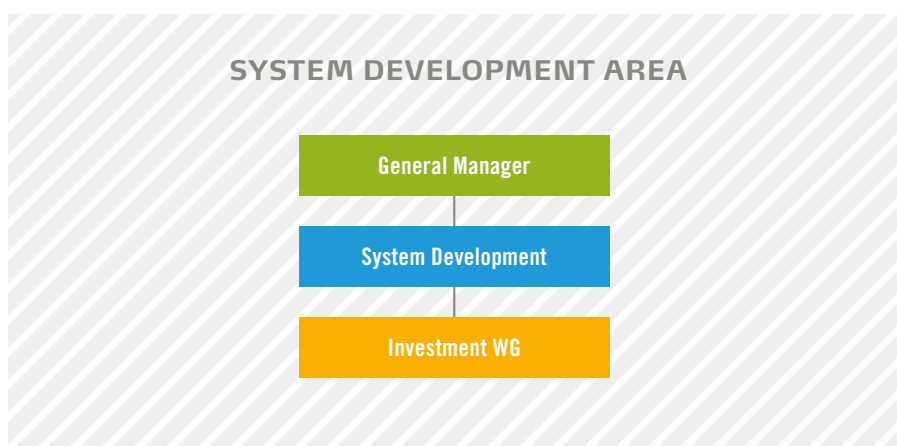 SYSTEM DEVELOPMENT AREA
General Manager
System Development
Investment WG